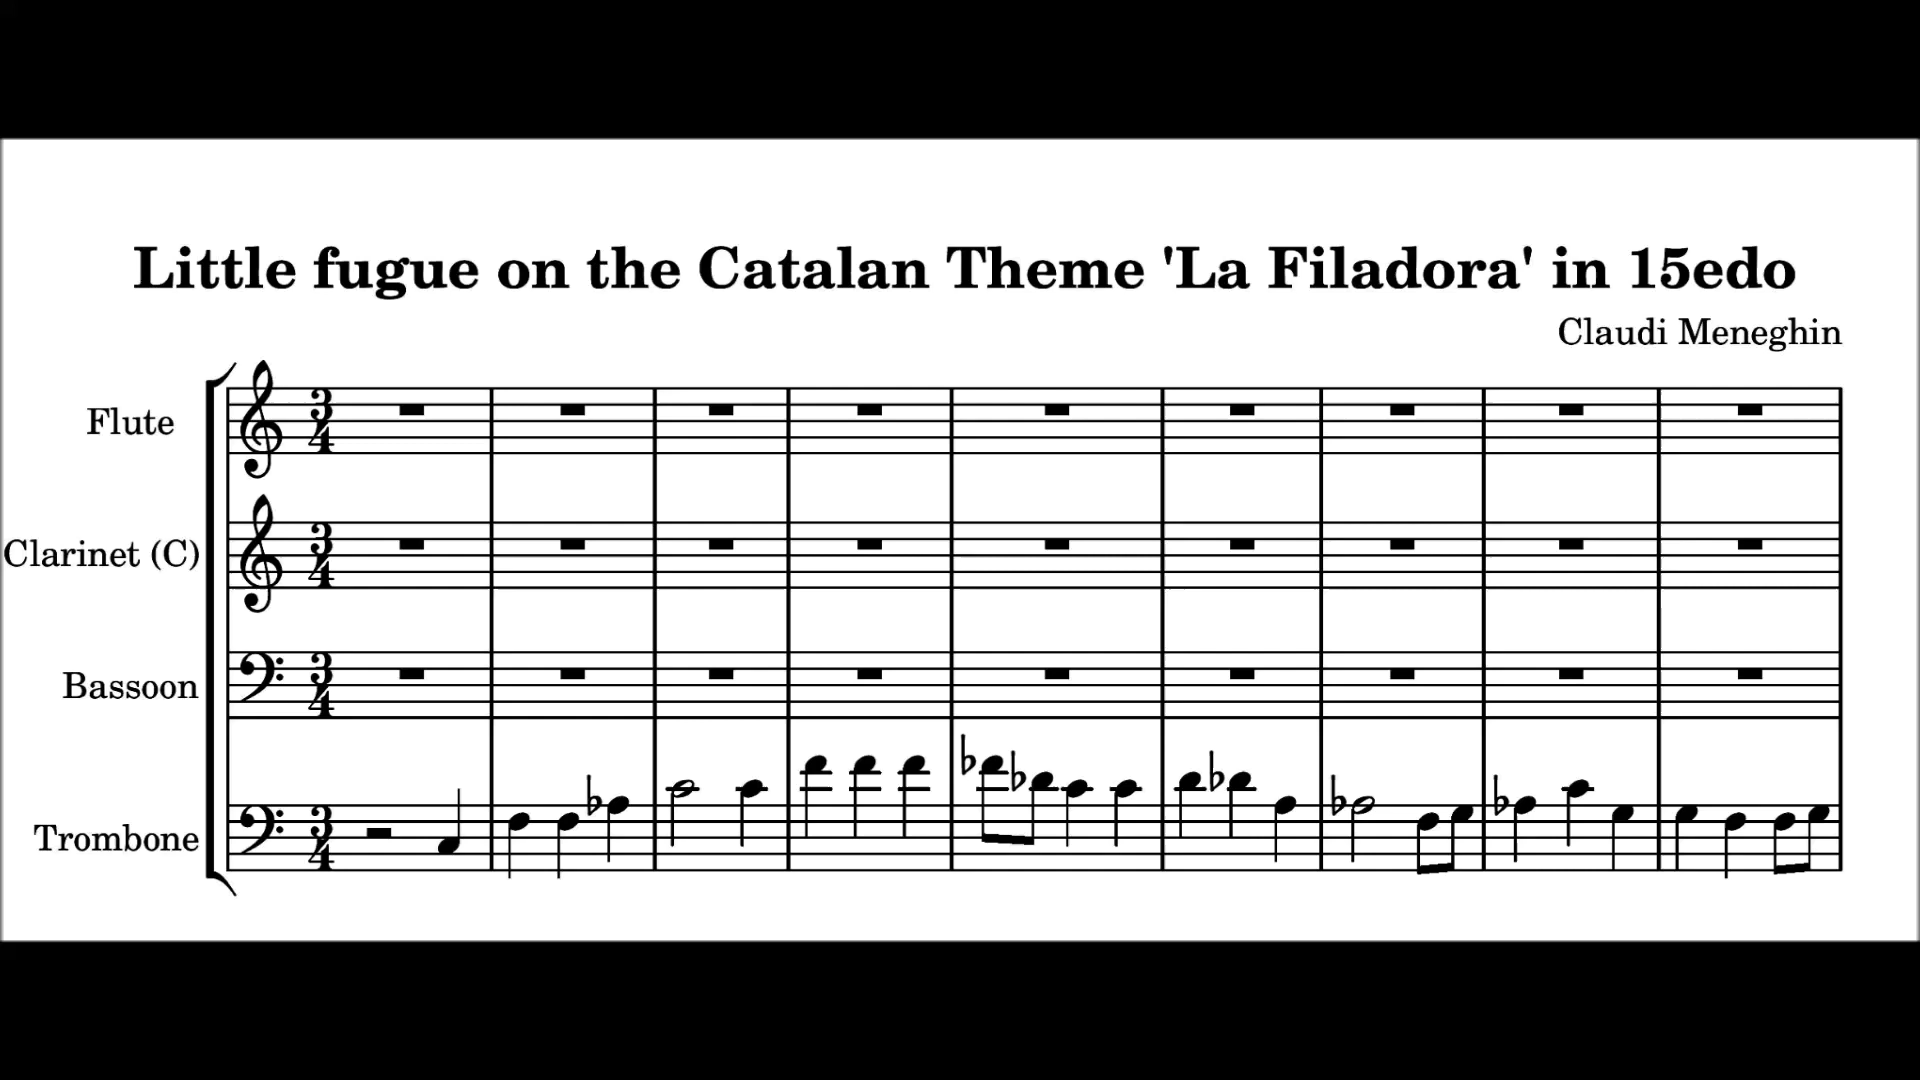 Little fugue on the Catalan Theme 'La Filadora' in 15edo
Claudi Meneghin
Flute
Clarinet (C)
Bassoon
Trombone